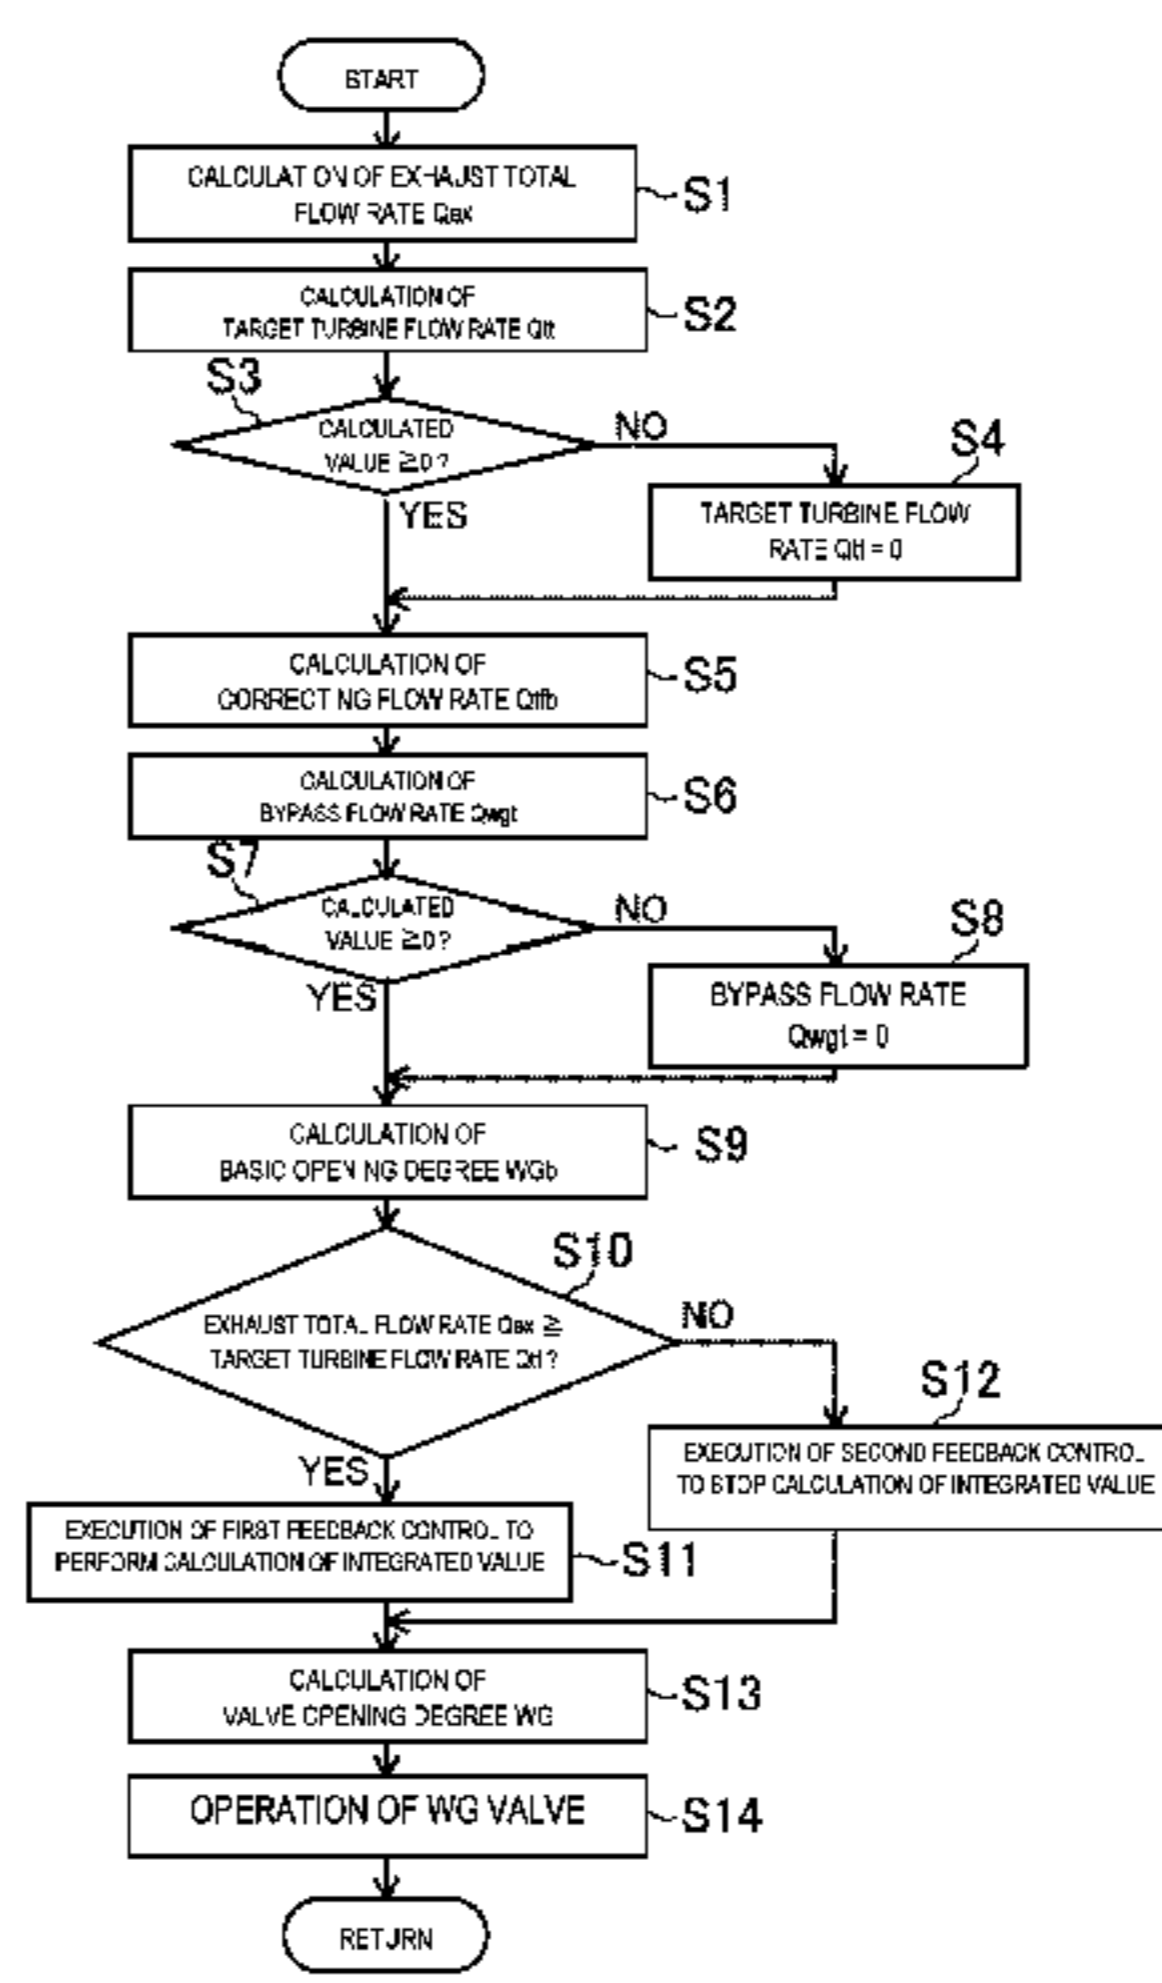 START
CALCULATION OF EXHAUST TOTAL
FLOW RATE Qex
S1
CALCULATION OF
TARGET TURBINE FLOW RATE Qtt
S2
S3
CALCULATED
VALUE ≧0?
NO
YES
S4
TARGET TURBINE FLOW
RATE Qtt = 0
CALCULATION OF
CORRECTING FLOW RATE Qtfb
S5
CALCULATION OF
BYPASS FLOW RATE Qwgt
S6
S7
CALCULATED
VALUE ≧0?
NO
YES
S8
BYPASS FLOW RATE
Qwgt = 0
CALCULATION OF
BASIC OPENING DEGREE WGb
S9
S10
EXHAUST TOTAL FLOW RATE Qex ≧
TARGET TURBINE FLOW RATE Qtt?
NO
YES
S12
EXECUTION OF SECOND FEEDBACK CONTROL
TO STOP CALCULATION OF INTEGRATED VALUE
EXECUTION OF FIRST FEEDBACK CONTROL TO
PERFORM CALCULATION OF INTEGRATED VALUE
S11
CALCULATION OF
VALVE OPENING DEGREE WG
S13
OPERATION OF WG VALVE
S14
RETURN